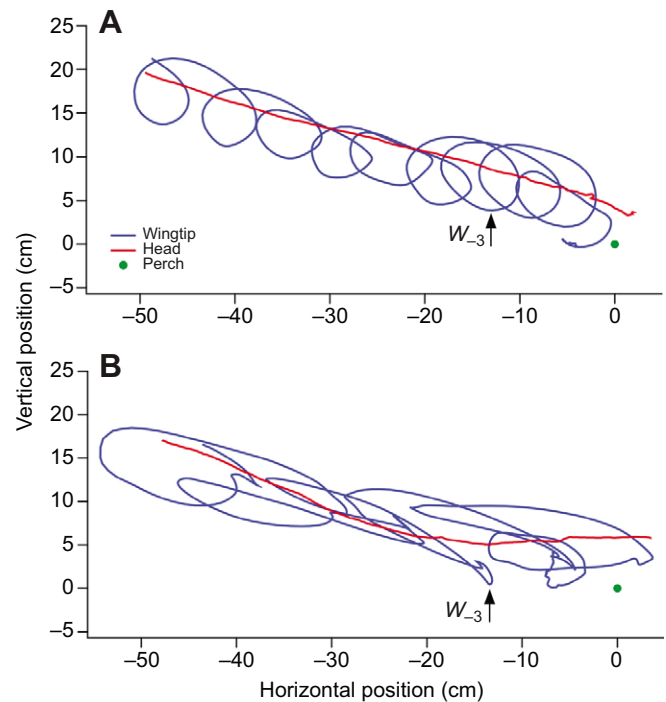 A
25
20
15
10
5
0
–5
Wingtip
Head
Perch
W–3
–50
–40
–30
–20
–10
0
Vertical position (cm)
B
25
20
15
10
5
0
–5
W–3
–50
–40
–30
–20
–10
0
Horizontal position (cm)